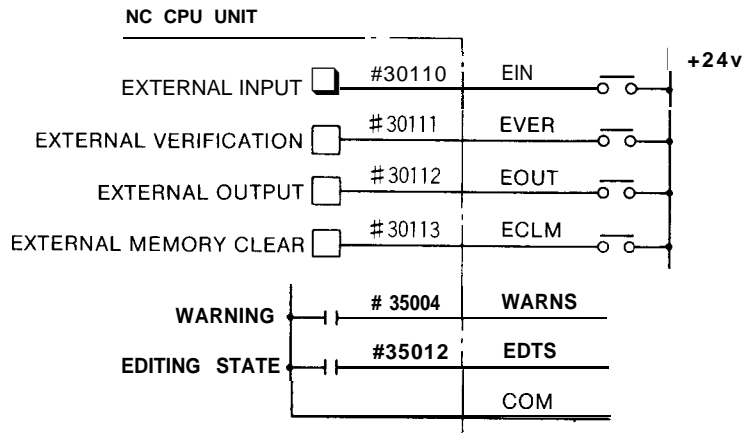 NC CPU UNIT
+24v
EXTERNAL INPUT #30110 EIN
EXTERNAL VERIFICATION #30111 EVER
EXTERNAL OUTPUT #30112 EOUT
EXTERNAL MEMORY CLEAR #30113 ECLM
WARNING # 35004 WARNS
EDITING STATE #35012 EDTS
COM